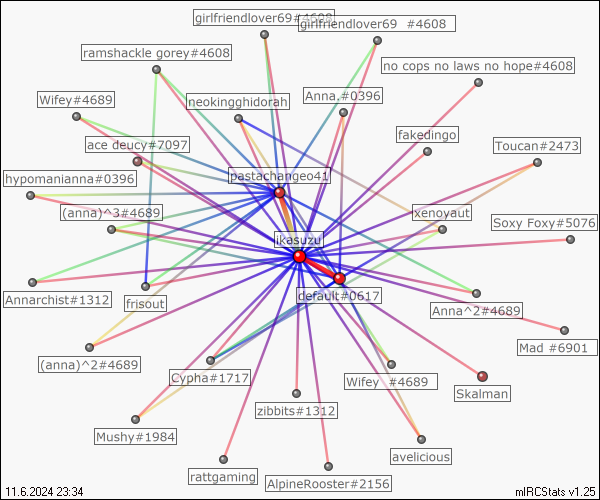 girlfriendlover69#4608
girlfriendlover69 #4608
ramshackle gorey#4608
no cops no laws no hope#4608
Wifey#4689
neokingghidorah
Anna,#0396
fakedingo
ace deucy#7097
Toucan#2473
hypomanianna#0396
pastachangeo41
(anna)^3#4689
xenoyaut
Soxy Foxy#5076
ikasuzu
Annarchist#1312
frisout
default#0617
Anna^2#4689
Mad #6901
(anna)^2#4689
Cypha#1717
Wifey #4689
Skalman
zibbits#1312
Mushy#1984
avelicious
rattgaming
AlpineRooster#2156
11.6.2024 23:34
mIRCStats v1.25